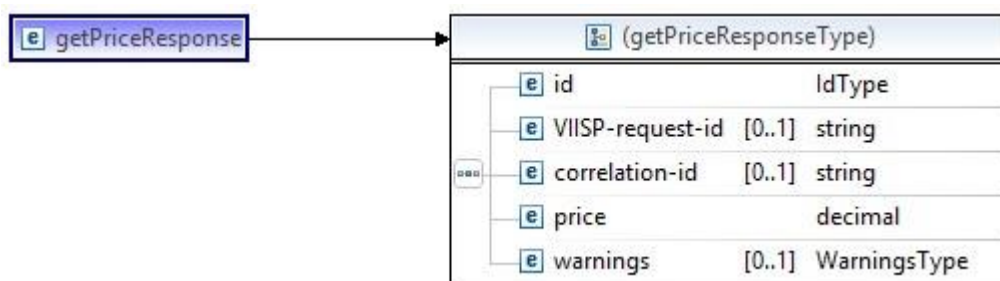 e getPriceResponse
(getPriceResponseType)
e id IdType
e VIISP-request-id [0..1] string
e correlation-id [0..1] string
e price decimal
e warnings [0..1] WarningsType